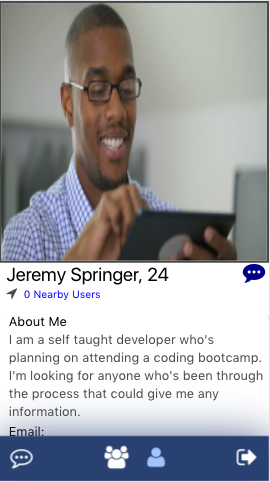 Jeremy Springer, 24
0 Nearby Users
About Me
I am a self taught developer who's
planning on attending a coding bootcamp.
I'm looking for anyone who's been through
the process that could give me any
information.
Email: